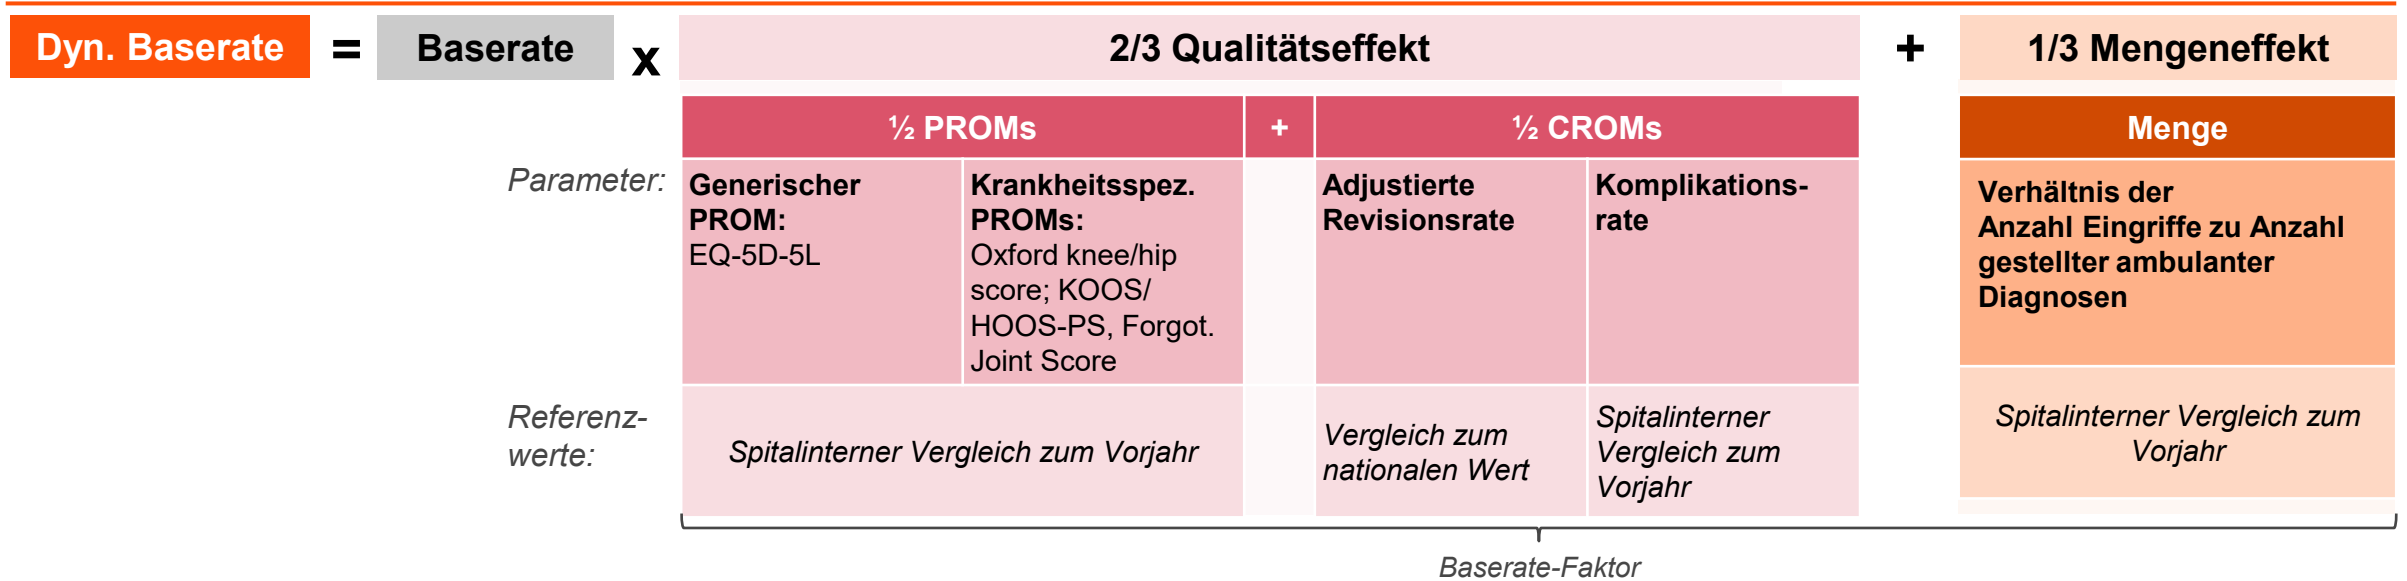 Dyn. Baserate = Baserate x 2/3 Qualitätseffekt + 1/3 Mengeneffekt
½ PROMs + ½ CROMs Menge
Parameter:
Generischer
PROM:
EQ-5D-5L
Krankheitsspez.
PROMs:
Oxford knee/hip
score; KOOS/
HOOS-PS, Forgot.
Joint Score
Adjustierte
Revisionsrate
Komplikations-
rate
Verhältnis der
Anzahl Eingriffe zu Anzahl
gestellter ambulanter
Diagnosen
Referenz-
werte:
Spitalinterner Vergleich zum Vorjahr
Vergleich zum
nationalen Wert
Spitalinterner
Vergleich zum
Vorjahr
Spitalinterner Vergleich zum
Vorjahr
Baserate-Faktor